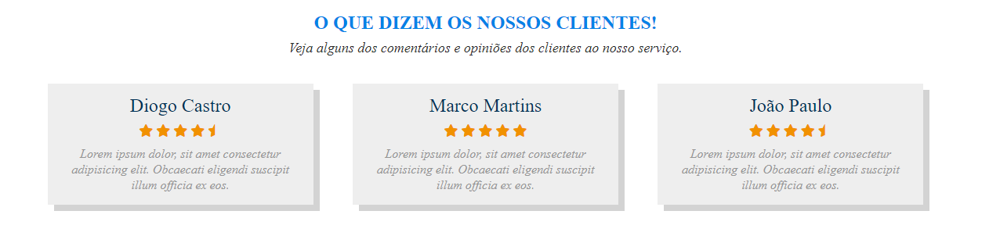 O QUE DIZEM OS NOSSOS CLIENTES!
Veja alguns dos comentários e opiniões dos clientes ao nosso serviço.
Diogo Castro
Lorem ipsum dolor, sit amet consectetur
adipisicing elit. Obcaecati eligendi suscipit
illum officia ex eos.
Marco Martins
Lorem ipsum dolor, sit amet consectetur
adipisicing elit. Obcaecati eligendi suscipit
illum officia ex eos.
João Paulo
Lorem ipsum dolor, sit amet consectetur
adipisicing elit. Obcaecati eligendi suscipit
illum officia ex eos.